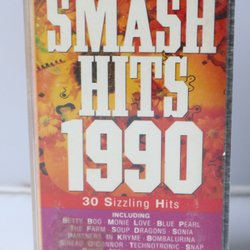 SMASH
HITS
1990
30 Sizzling Hits
INCLUDING
BETTY BOO · MONIE LOVE · BLUE PEARL
THE FARM · SOUP DRAGONS · SONIA
PARTNERS IN KRYME · BOMBALURINA
SINEAD O'CONNOR · TECHNOTRONIC · SNAP